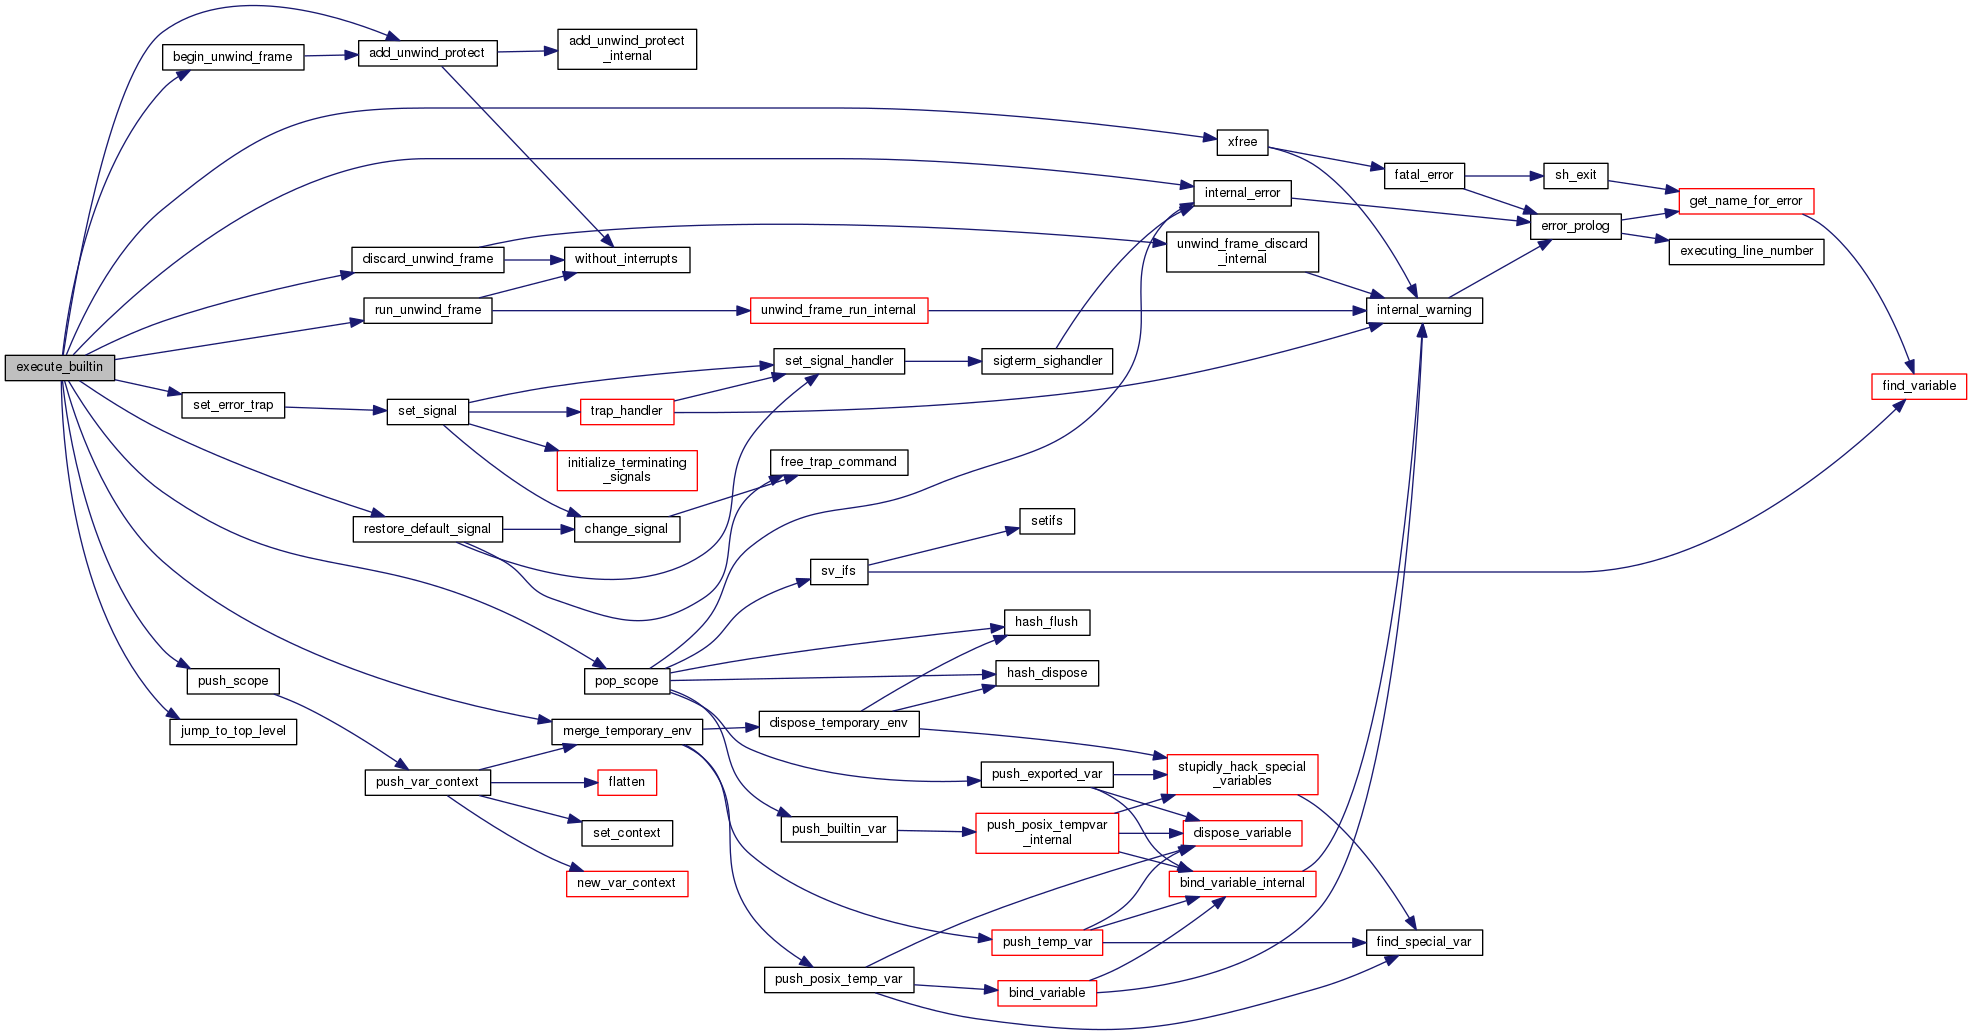 add_unwind_protect
_internal
begin_unwind_frame
add_unwind_protect
xfree
fatal_error
sh_exit
internal_error
get_name_for_error
error_prolog
discard_unwind_frame
without_interrupts
unwind_frame_discard
_internal
executing_line_number
run_unwind_frame
unwind_frame_run_internal
internal_warning
execute_builtin
set_signal_handler
sigterm_sighandler
find_variable
set_error_trap
set_signal
trap_handler
initialize_terminating
_signals
free_trap_command
restore_default_signal
change_signal
setifs
sv_ifs
hash_flush
push_scope
pop_scope
hash_dispose
jump_to_top_level
merge_temporary_env
dispose_temporary_env
push_var_context
flatten
push_exported_var
stupidly_hack_special
_variables
set_context
push_builtin_var
push_posix_tempvar
_internal
dispose_variable
new_var_context
bind_variable_internal
push_temp_var
find_special_var
push_posix_temp_var
bind_variable